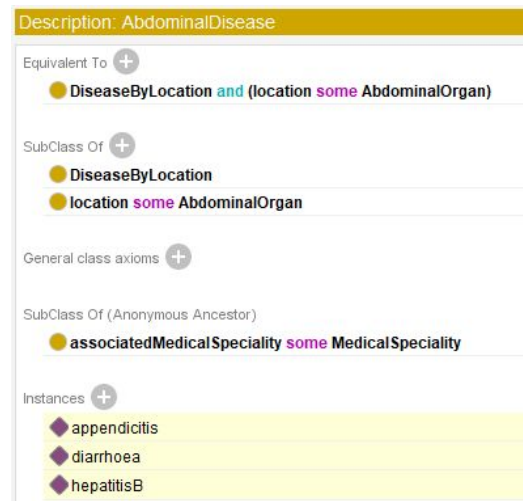 Description: AbdominalDisease
Equivalent To
DiseaseByLocation and (location some AbdominalOrgan)
SubClass Of
DiseaseByLocation
location some AbdominalOrgan
General class axioms
SubClass Of (Anonymous Ancestor)
associatedMedicalSpeciality some MedicalSpeciality
Instances
appendicitis
diarrhoea
hepatitisB